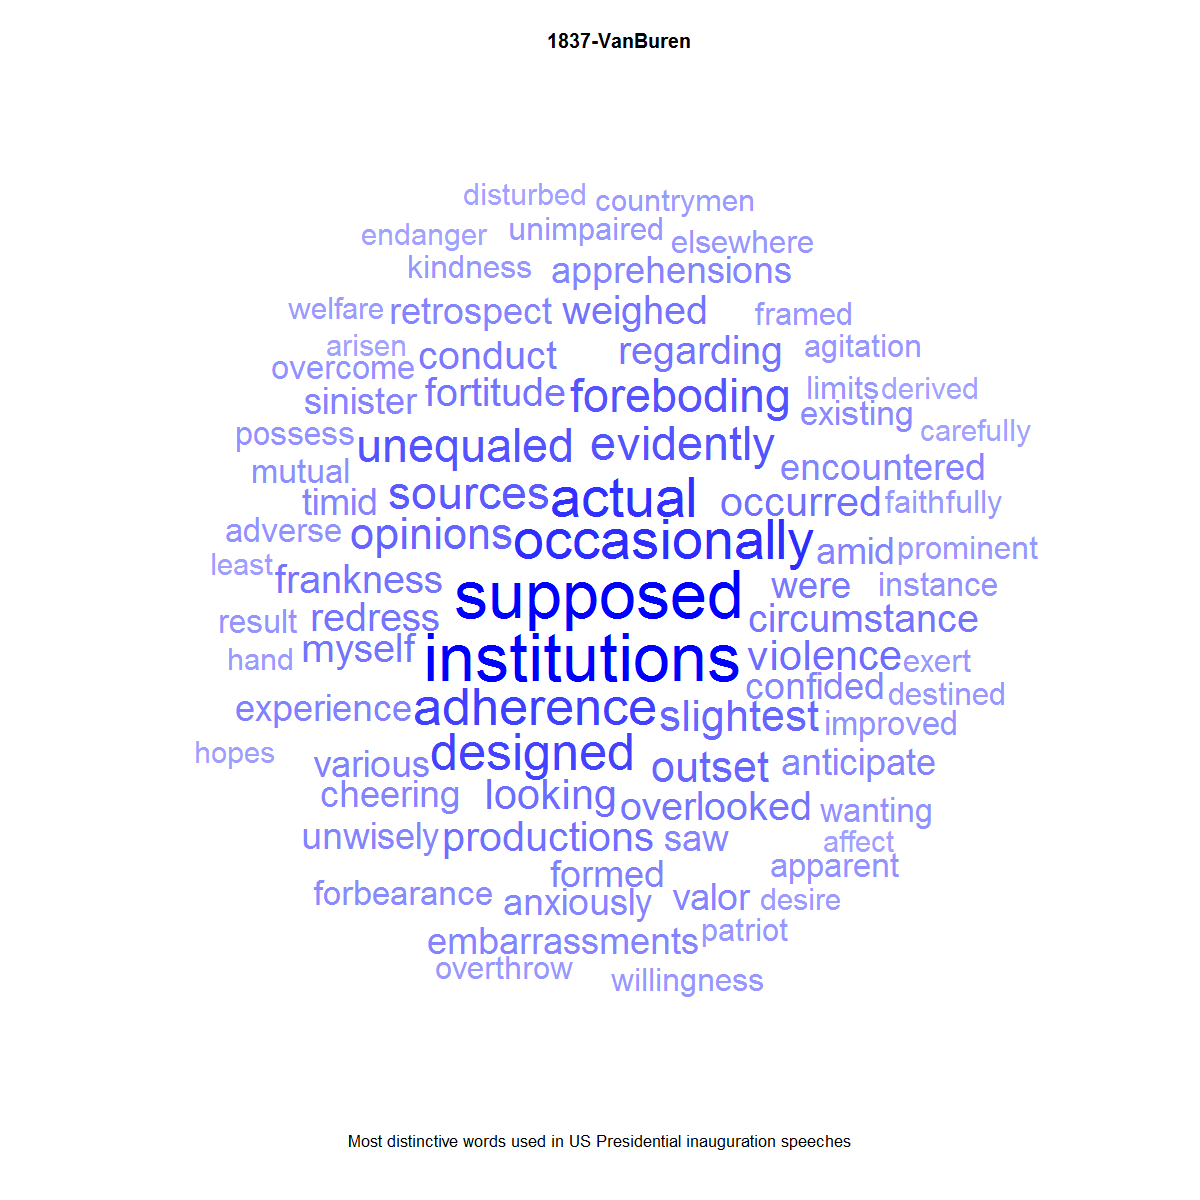 1837-VanBuren
disturbed countrymen
endanger unimpaired elsewhere
kindness apprehensions
welfare retrospect weighed framed
arisen conduct regarding agitation
overcome fortitude foreboding limits derived
sinister existing
possess unequaled evidently carefully
mutual encountered
timid sources actual occurred faithfully
adverse opinions occasionally amid prominent
least frankness supposed were instance
result redress circumstance
hand myself institutions violence exert
confided destined
experience adherence slightest improved
hopes various designed outset anticipate
cheering looking overlooked wanting
unwisely productions saw affect
formed apparent
forbearance anxiously valor desire
embarrassments patriot
overthrow willingness
Most distinctive words used in US Presidential inauguration speeches